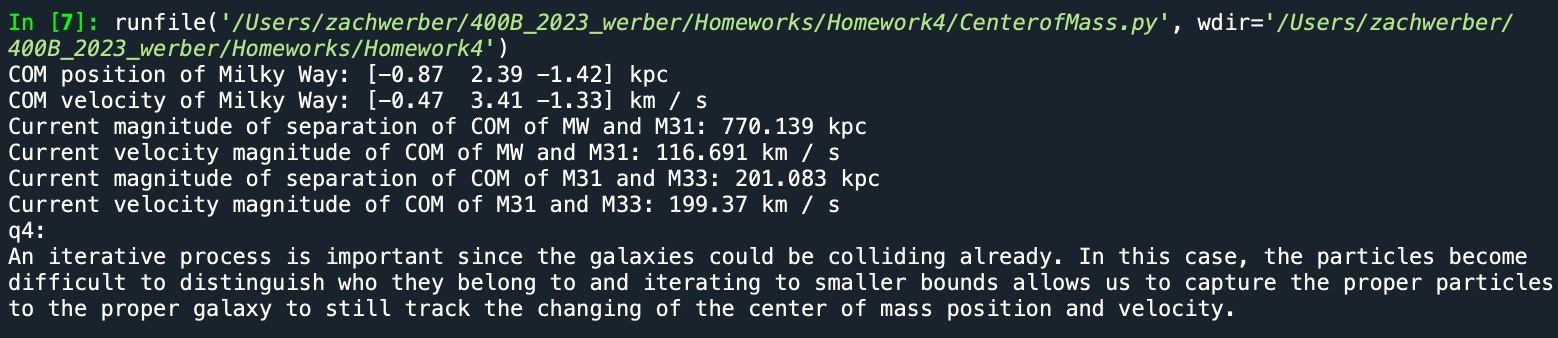 In [7]: runfile('/Users/zachwerber/400B_2023_werber/Homeworks/Homework4/CenterofMass.py', wdir='/Users/zachwerber/
400B_2023_werber/Homeworks/Homework4')
COM position of Milky Way: [-0.87  2.39 -1.42] kpc
COM velocity of Milky Way: [-0.47  3.41 -1.33] km / s
Current magnitude of separation of COM of MW and M31: 770.139 kpc
Current velocity magnitude of COM of MW and M31: 116.691 km / s
Current magnitude of separation of COM of M31 and M33: 201.083 kpc
Current velocity magnitude of COM of M31 and M33: 199.37 km / s
q4:
An iterative process is important since the galaxies could be colliding already. In this case, the particles become
difficult to distinguish who they belong to and iterating to smaller bounds allows us to capture the proper particles
to the proper galaxy to still track the changing of the center of mass position and velocity.